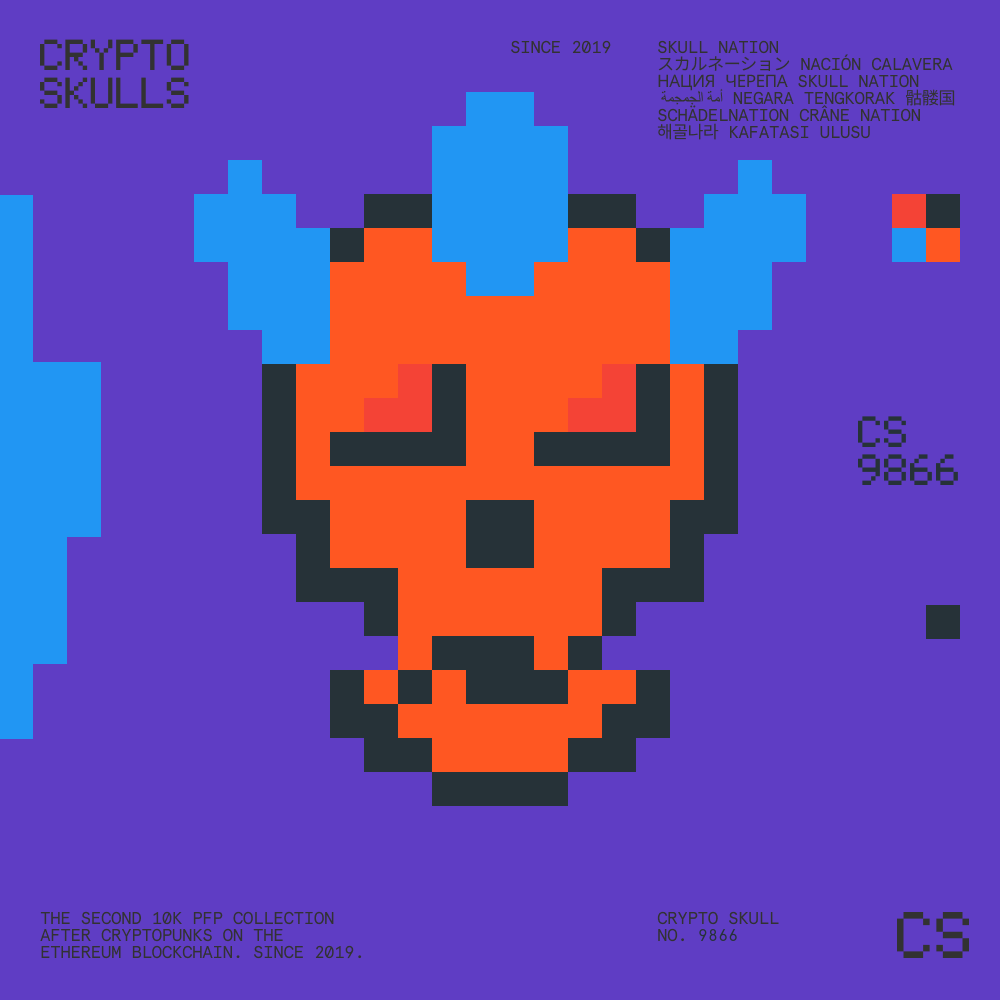 CRYPTO
SKULLS
SINCE 2019
SKULL NATION
スカルネーション NACIÓN CALAVERA
НАЦИЯ ЧЕРЕПА SKULL NATION
أمة الجمجمة NEGARA TENGKORAK 骷髅国
SCHÄDELNATION CRÂNE NATION
해골나라 KAFATASI ULUSU
CS
9866
THE SECOND 10K PFP COLLECTION
AFTER CRYPTOPUNKS ON THE
ETHEREUM BLOCKCHAIN. SINCE 2019.
CRYPTO SKULL
NO. 9866
CS